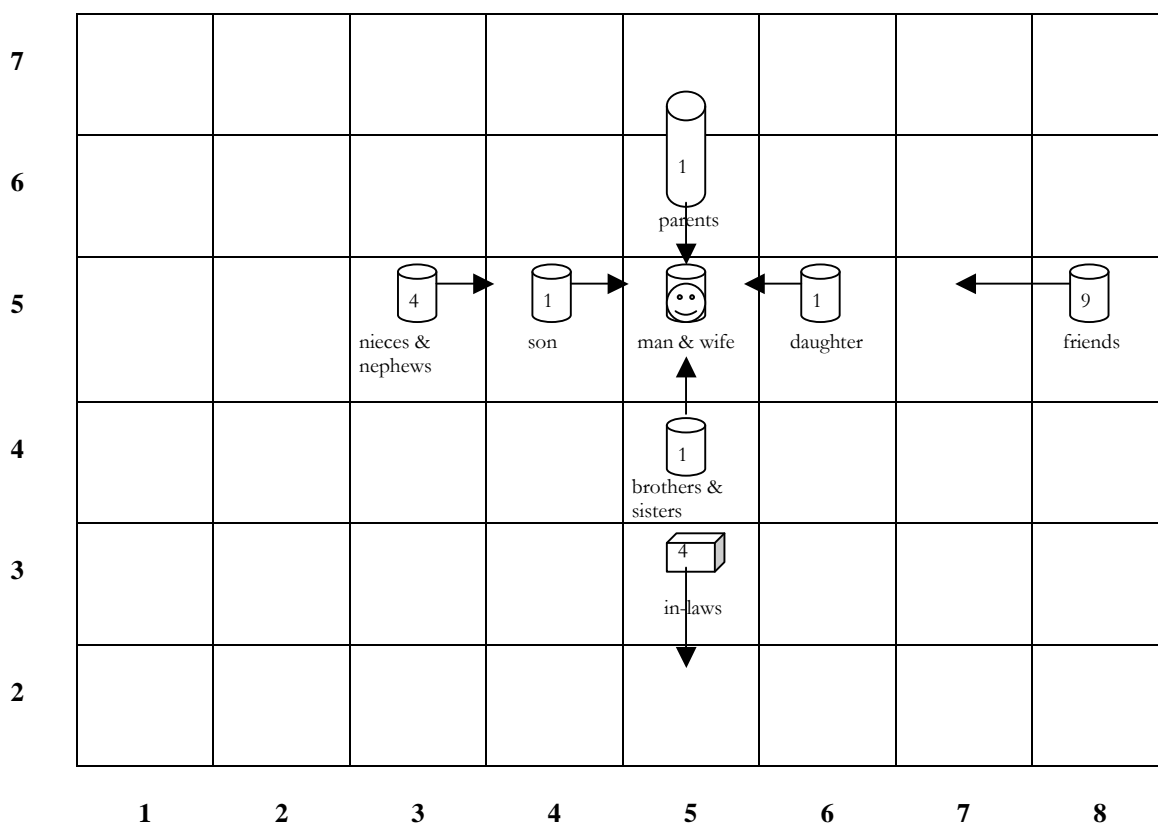 7
6
1
parents
5
4
1
1
9
nieces &
nephews
son
man & wife
daughter
friends
4
1
brothers &
sisters
3
4
in-laws
2
1 2 3 4 5 6 7 8